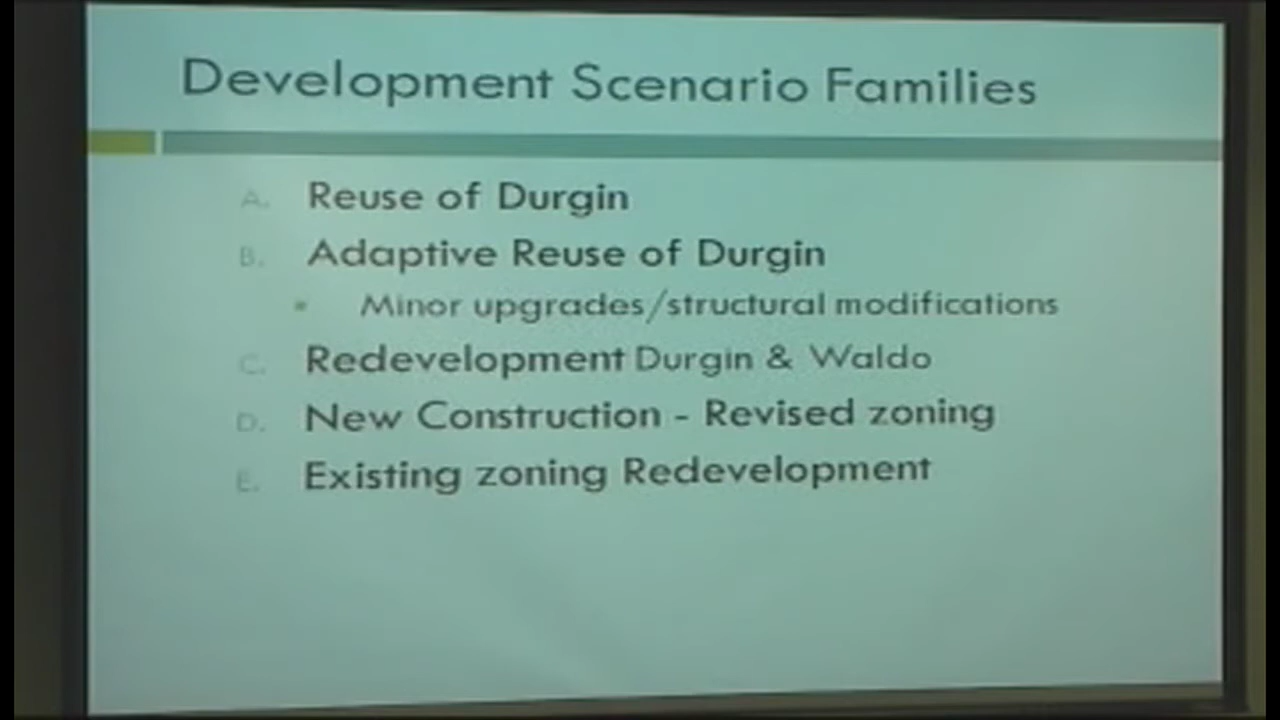 Development Scenario Families
A. Reuse of Durgin
B. Adaptive Reuse of Durgin
▪ Minor upgrades/structural modifications
C. Redevelopment Durgin & Waldo
D. New Construction - Revised zoning
E. Existing zoning Redevelopment